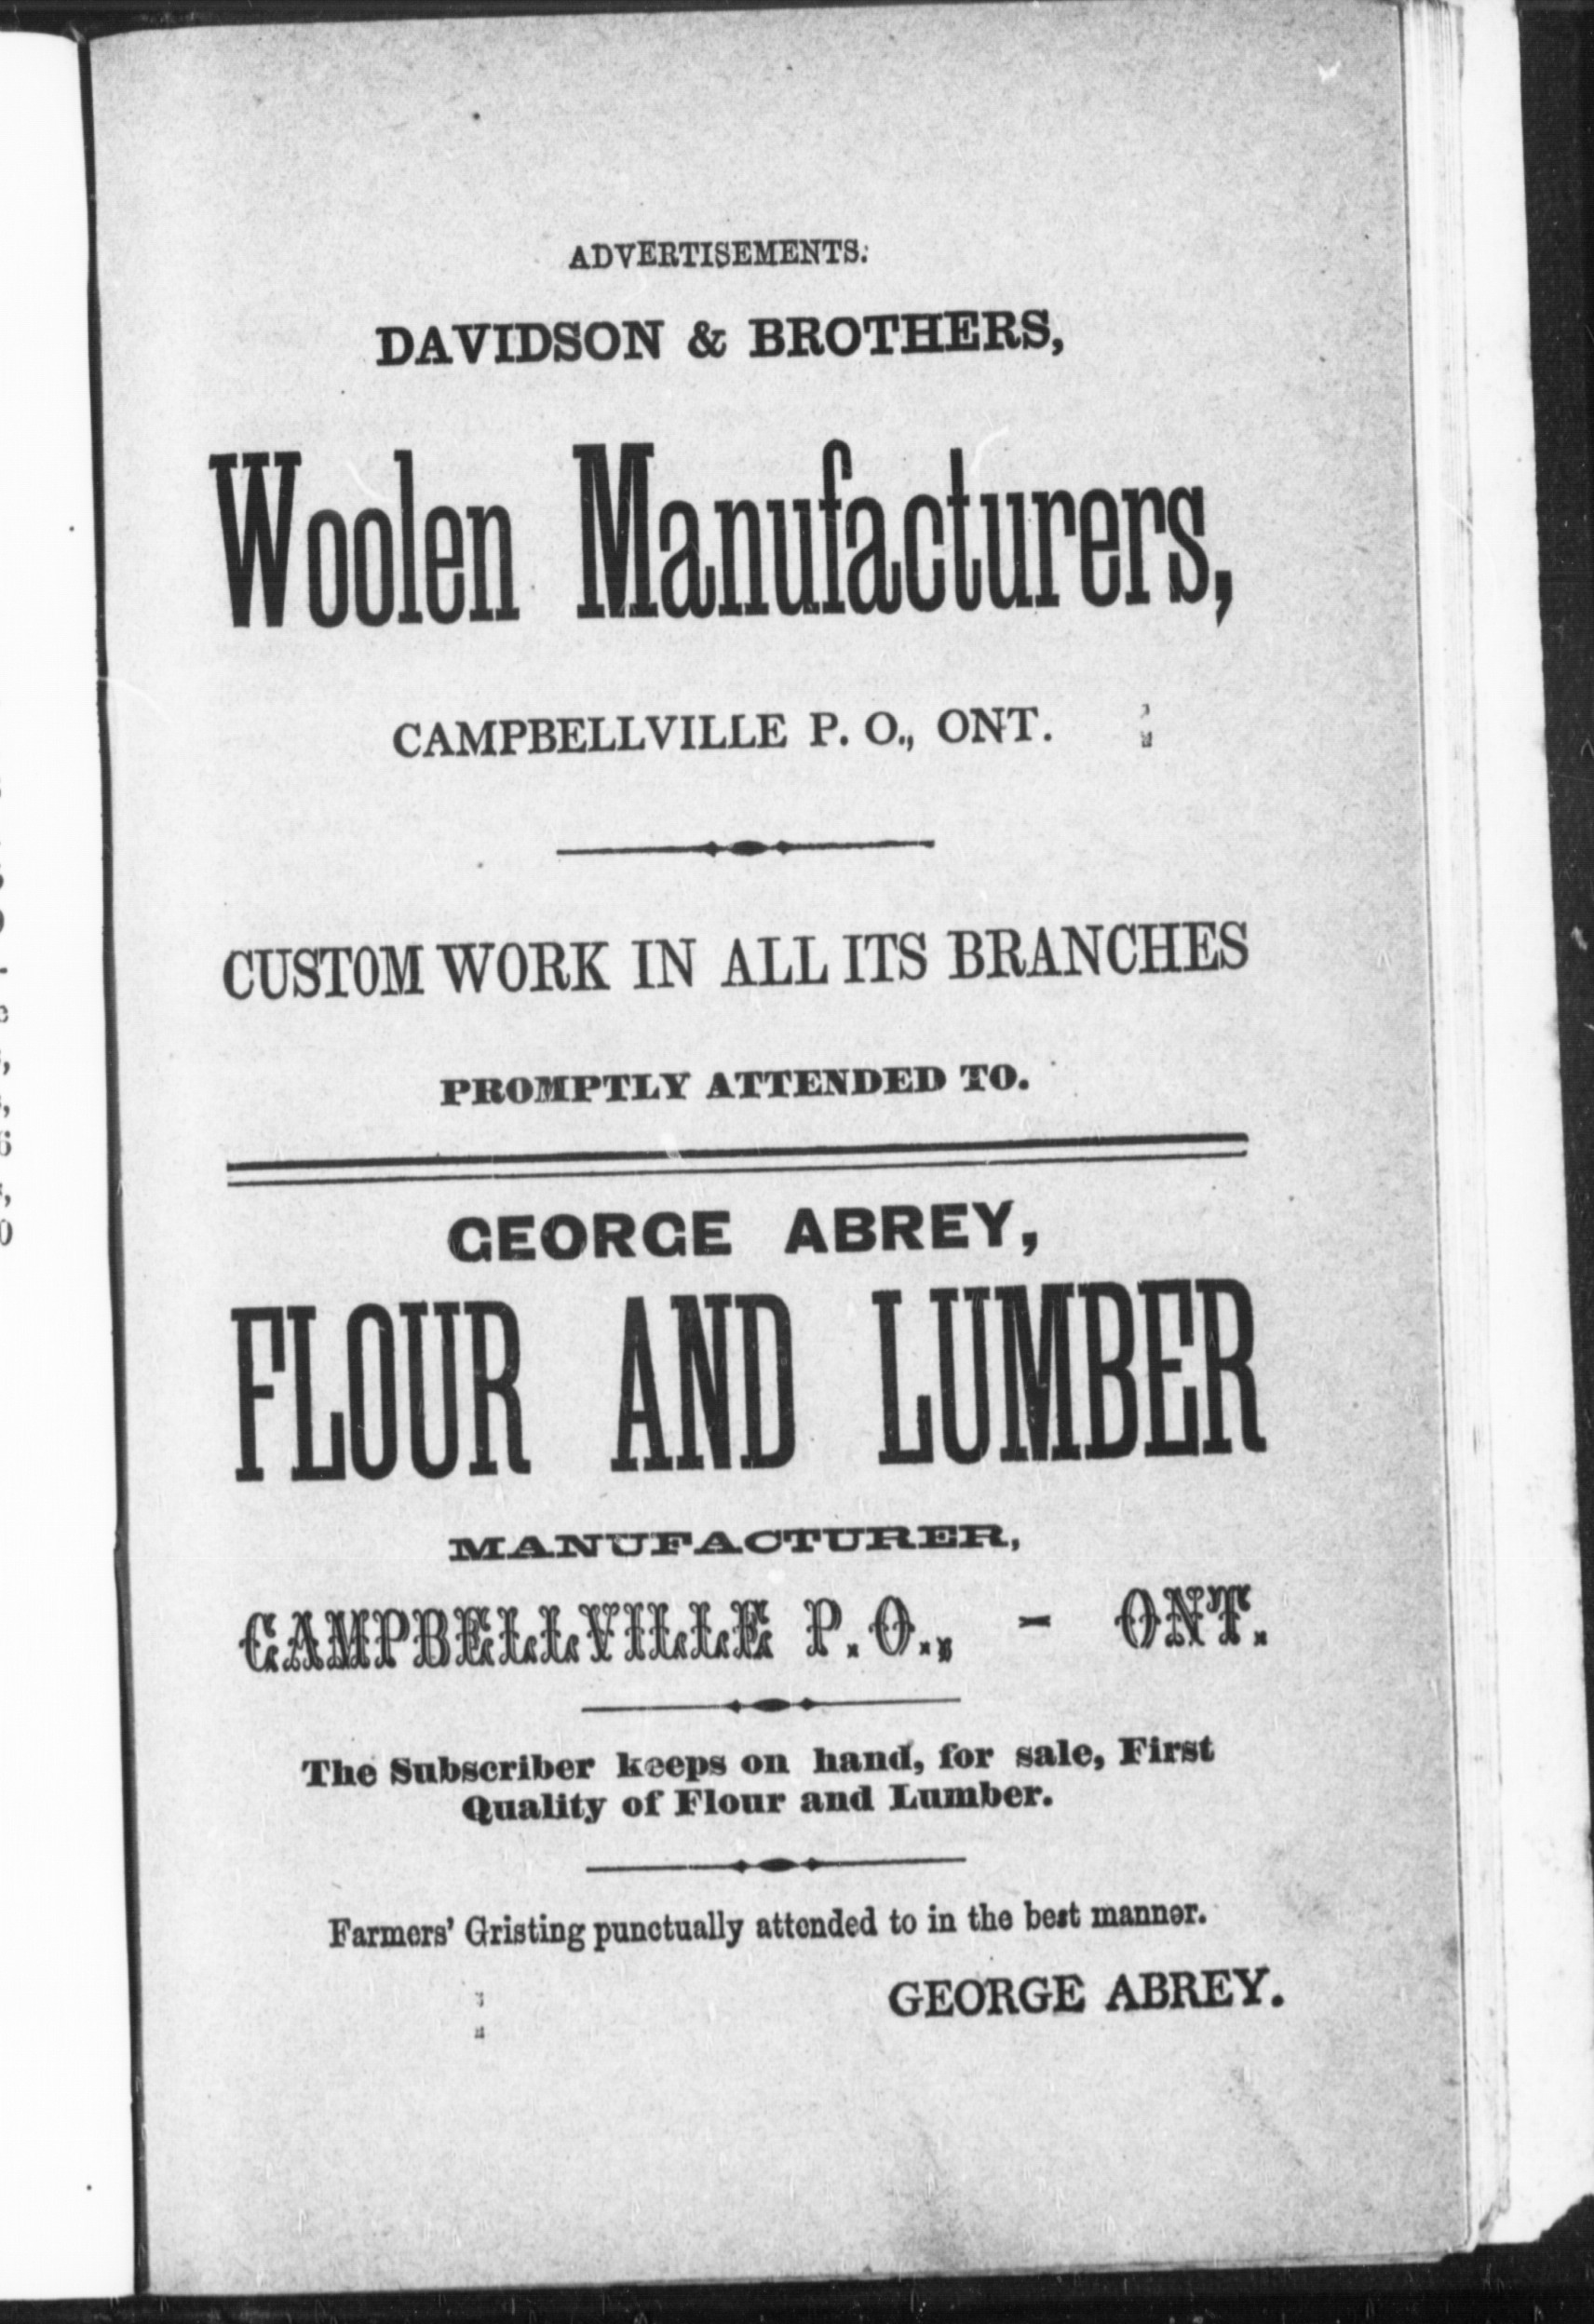 ADVERTISEMENTS.
DAVIDSON & BROTHERS,
Woolen Manufacturers,
CAMPBELLVILLE P. O., ONT.
CUSTOM WORK IN ALL ITS BRANCHES
PROMPTLY ATTENDED TO.
GEORGE ABREY,
FLOUR AND LUMBER
MANUFACTURER,
CAMPBELLVILLE P. O., - ONT.
The Subscriber keeps on hand, for sale, First
Quality of Flour and Lumber.
Farmers' Gristing punctually attended to in the best manner.
GEORGE ABREY.